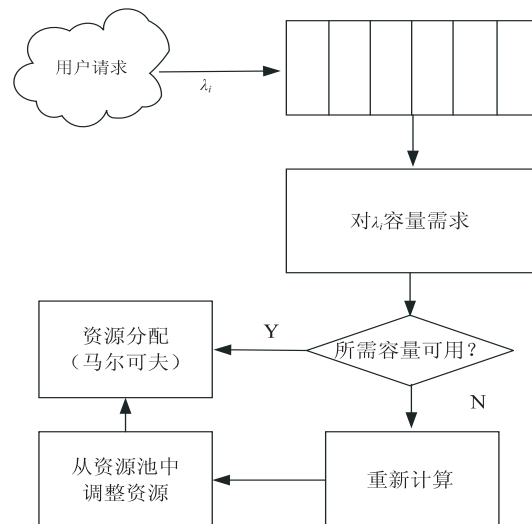 用户请求
λi
对λi容量需求
资源分配
（马尔可夫）
Y
所需容量可用？
N
从资源池中
调整资源
重新计算